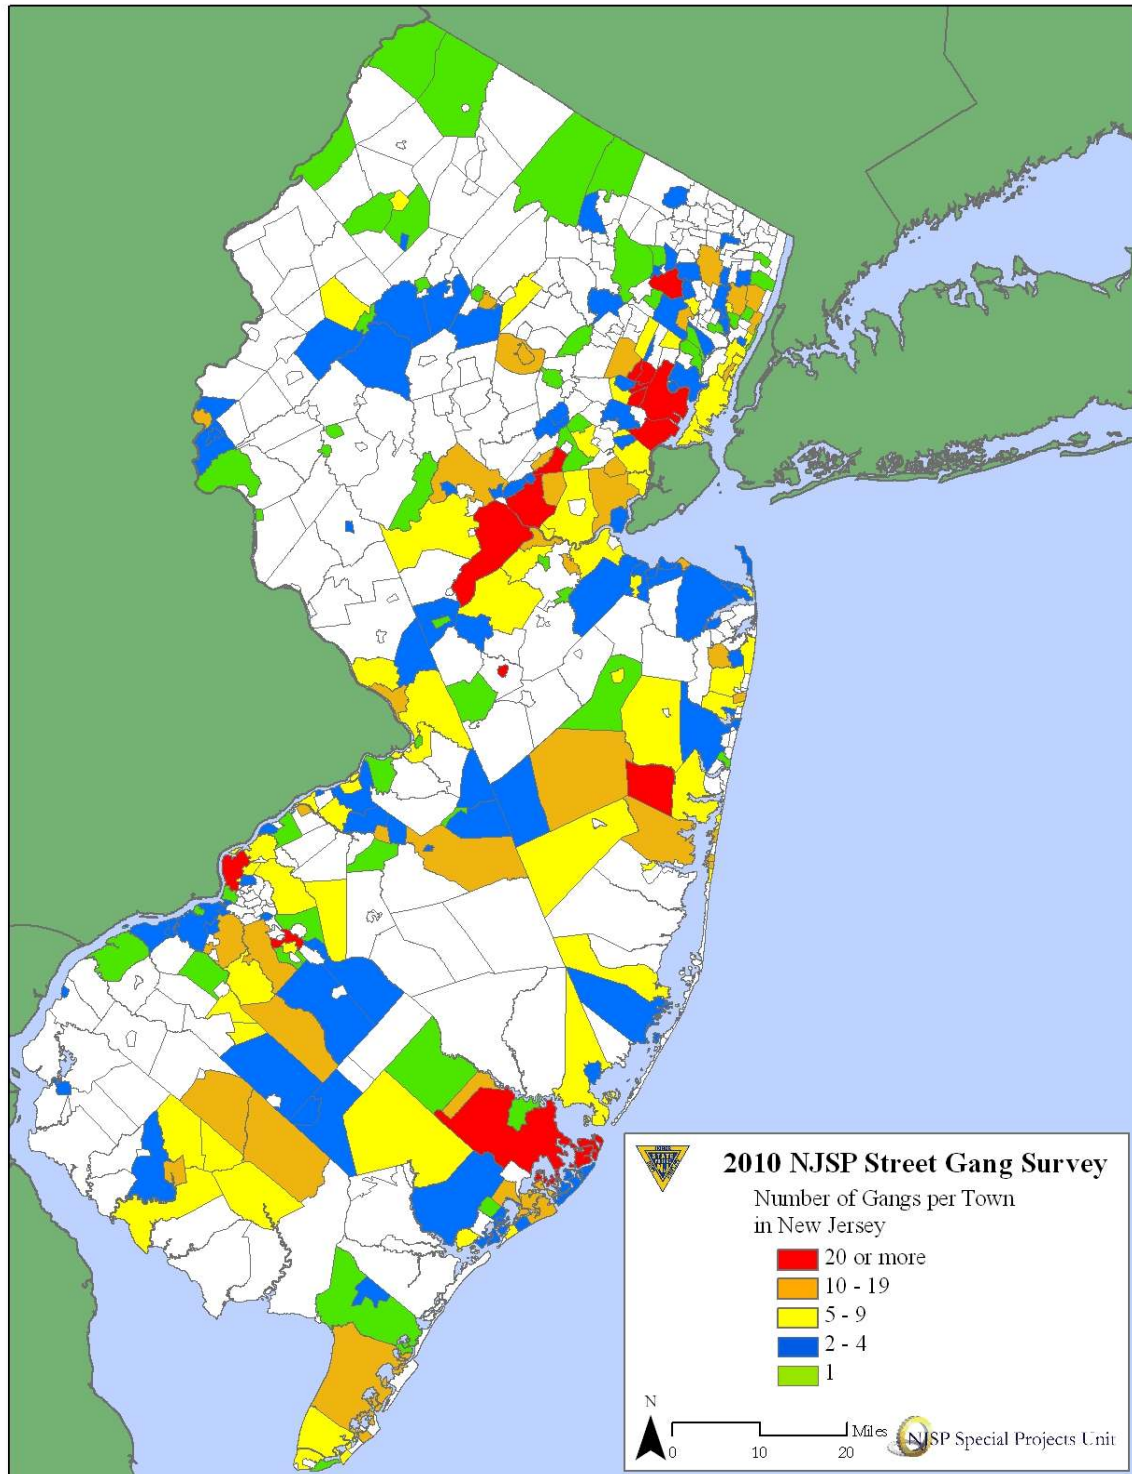 2010 NJSP Street Gang Survey
Number of Gangs per Town
in New Jersey
20 or more
10 - 19
5 - 9
2 - 4
1
N
Miles
0 10 20
NJSP Special Projects Unit